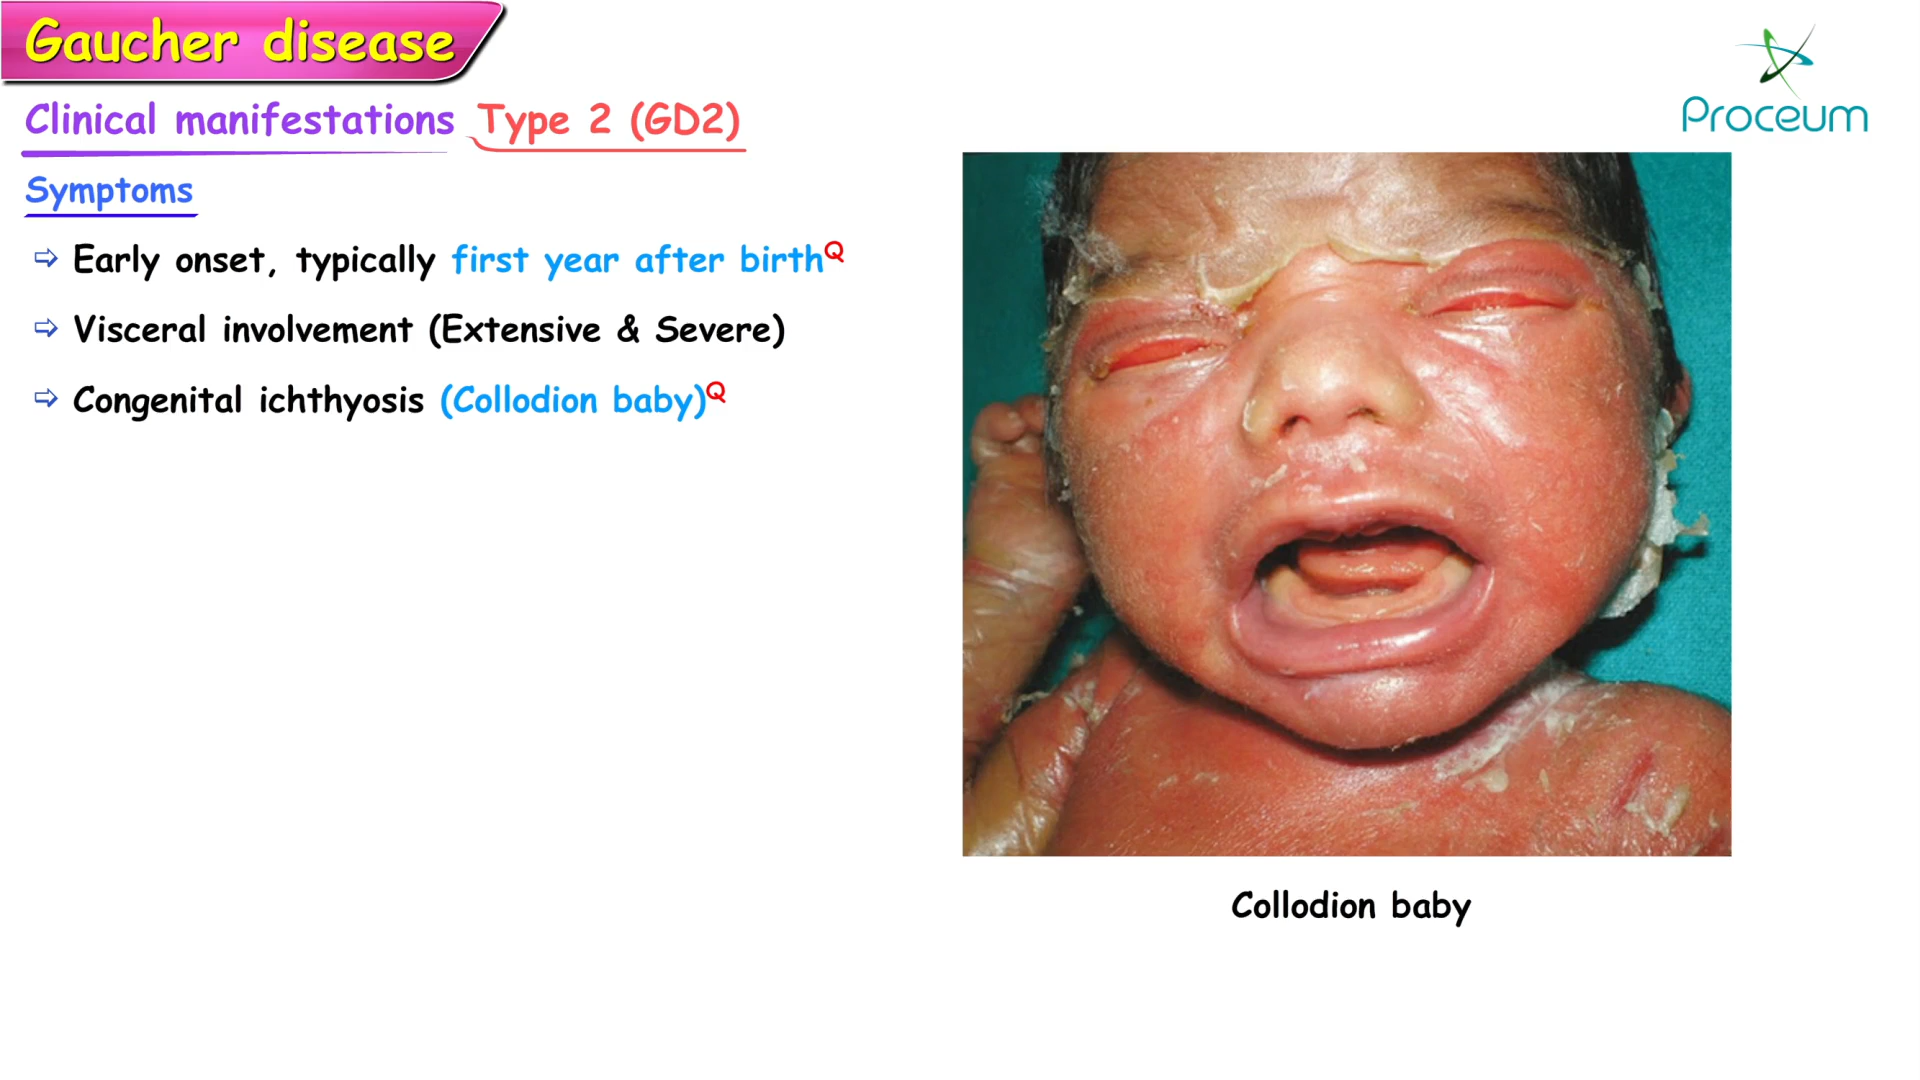 Gaucher disease
Clinical manifestations Type 2 (GD2)
Proceum
Symptoms
⇨ Early onset, typically first year after birthQ
⇨ Visceral involvement (Extensive & Severe)
⇨ Congenital ichthyosis (Collodion baby)Q
Collodion baby